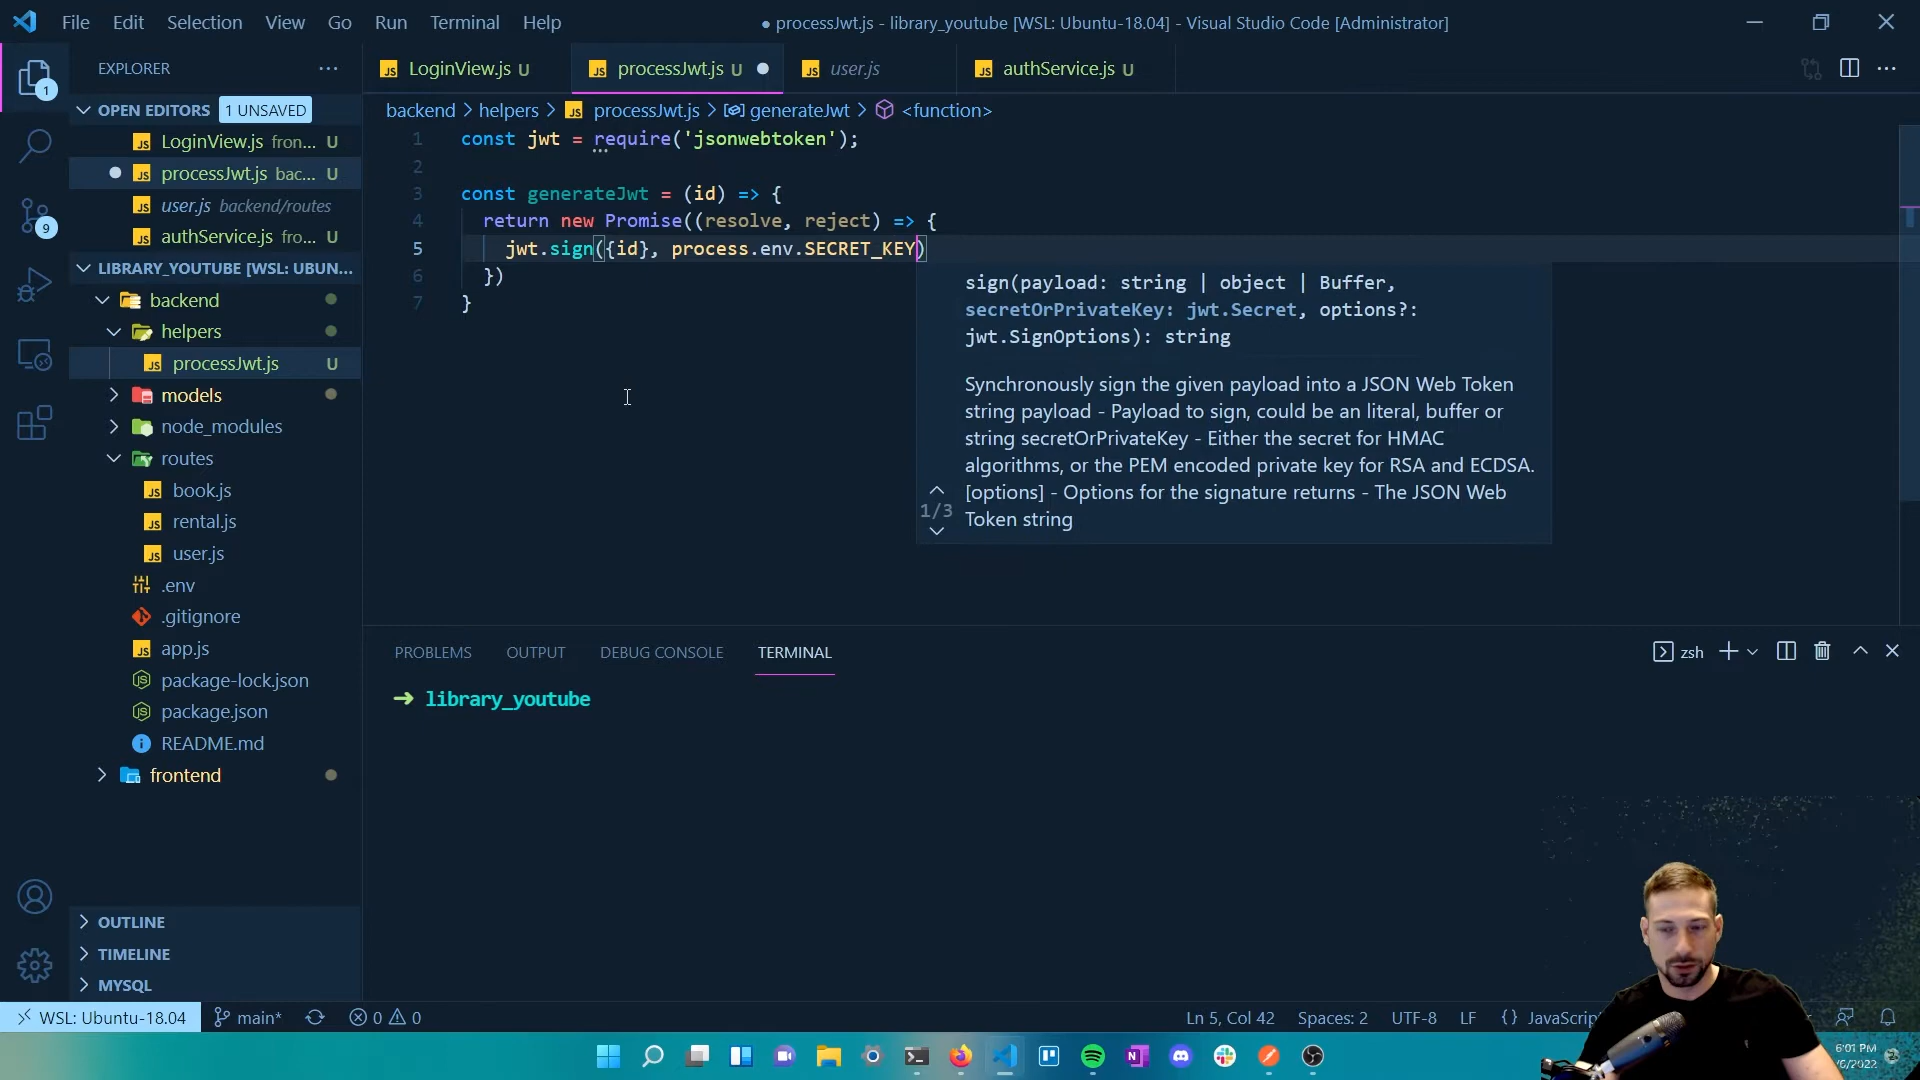 File Edit Selection View Go Run Terminal Help
● processJwt.js - library_youtube [WSL: Ubuntu-18.04] - Visual Studio Code [Administrator]
EXPLORER
LoginView.js U
processJwt.js U
user.js
authService.js U
OPEN EDITORS 1 UNSAVED
LoginView.js fron... U
processJwt.js bac... U
user.js backend/routes
authService.js fro... U
LIBRARY_YOUTUBE [WSL: UBUN...
backend
helpers
processJwt.js U
models
node_modules
routes
book.js
rental.js
user.js
.env
.gitignore
app.js
package-lock.json
package.json
README.md
frontend
OUTLINE
TIMELINE
MYSQL
1
9
backend > helpers > processJwt.js > generateJwt > <function>
1 const jwt = require('jsonwebtoken');
2
3 const generateJwt = (id) => {
4 return new Promise((resolve, reject) => {
5 jwt.sign({id}, process.env.SECRET_KEY)
6 })
7 }
sign(payload: string | object | Buffer,
secretOrPrivateKey: jwt.Secret, options?:
jwt.SignOptions): string
Synchronously sign the given payload into a JSON Web Token
string payload - Payload to sign, could be an literal, buffer or
string secretOrPrivateKey - Either the secret for HMAC
algorithms, or the PEM encoded private key for RSA and ECDSA.
[options] - Options for the signature returns - The JSON Web
Token string
1/3
PROBLEMS OUTPUT DEBUG CONSOLE TERMINAL
zsh
➜ library_youtube
WSL: Ubuntu-18.04 main* 0 0
Ln 5, Col 42 Spaces: 2 UTF-8 LF {}
6:01 PM